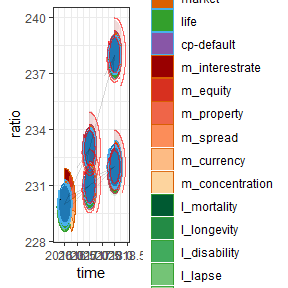 240
237
234
231
228
ratio
time
market
life
cp-default
m_interestrate
m_equity
m_property
m_spread
m_currency
m_concentration
l_mortality
l_longevity
l_disability
l_lapse